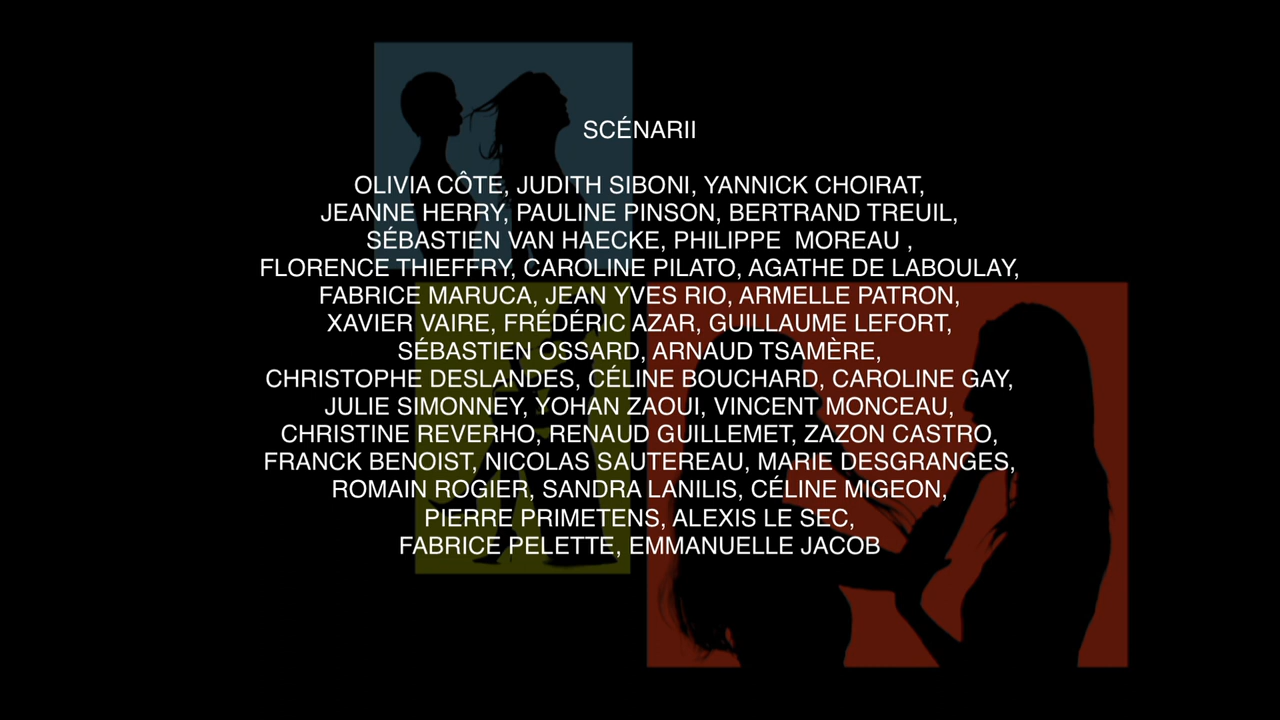 SCÉNARII
OLIVIA CÔTE, JUDITH SIBONI, YANNICK CHOIRAT,
JEANNE HERRY, PAULINE PINSON, BERTRAND TREUIL,
SÉBASTIEN VAN HAECKE, PHILIPPE  MOREAU ,
FLORENCE THIEFFRY, CAROLINE PILATO, AGATHE DE LABOULAY,
FABRICE MARUCA, JEAN YVES RIO, ARMELLE PATRON,
XAVIER VAIRE, FRÉDÉRIC AZAR, GUILLAUME LEFORT,
SÉBASTIEN OSSARD, ARNAUD TSAMÈRE,
CHRISTOPHE DESLANDES, CÉLINE BOUCHARD, CAROLINE GAY,
JULIE SIMONNEY, YOHAN ZAOUI, VINCENT MONCEAU,
CHRISTINE REVERHO, RENAUD GUILLEMET, ZAZON CASTRO,
FRANCK BENOIST, NICOLAS SAUTEREAU, MARIE DESGRANGES,
ROMAIN ROGIER, SANDRA LANILIS, CÉLINE MIGEON,
PIERRE PRIMETENS, ALEXIS LE SEC,
FABRICE PELETTE, EMMANUELLE JACOB